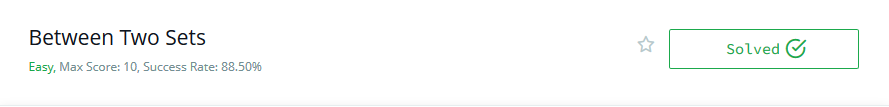 Between Two Sets
Solved
Easy, Max Score: 10, Success Rate: 88.50%